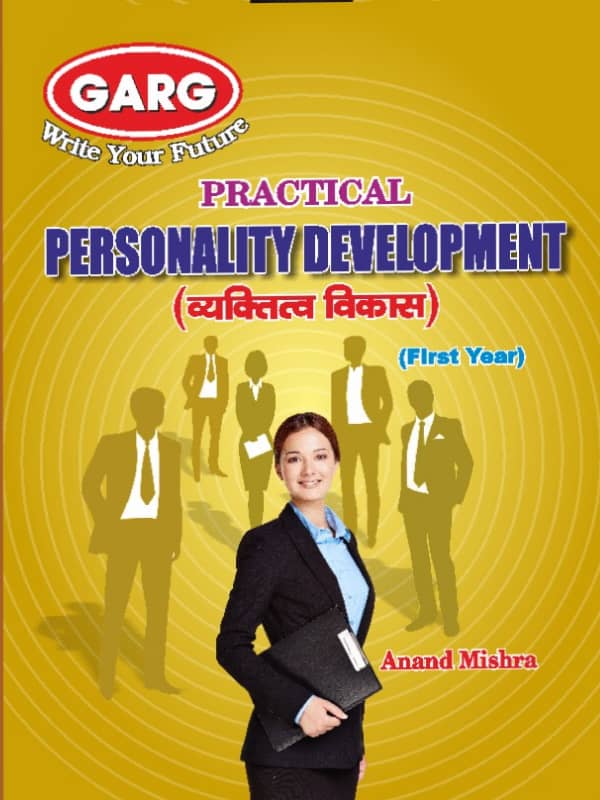 GARG
Write Your Future
PRACTICAL
PERSONALITY DEVELOPMENT
(व्यक्तित्व विकास)
(First Year)
Anand Mishra